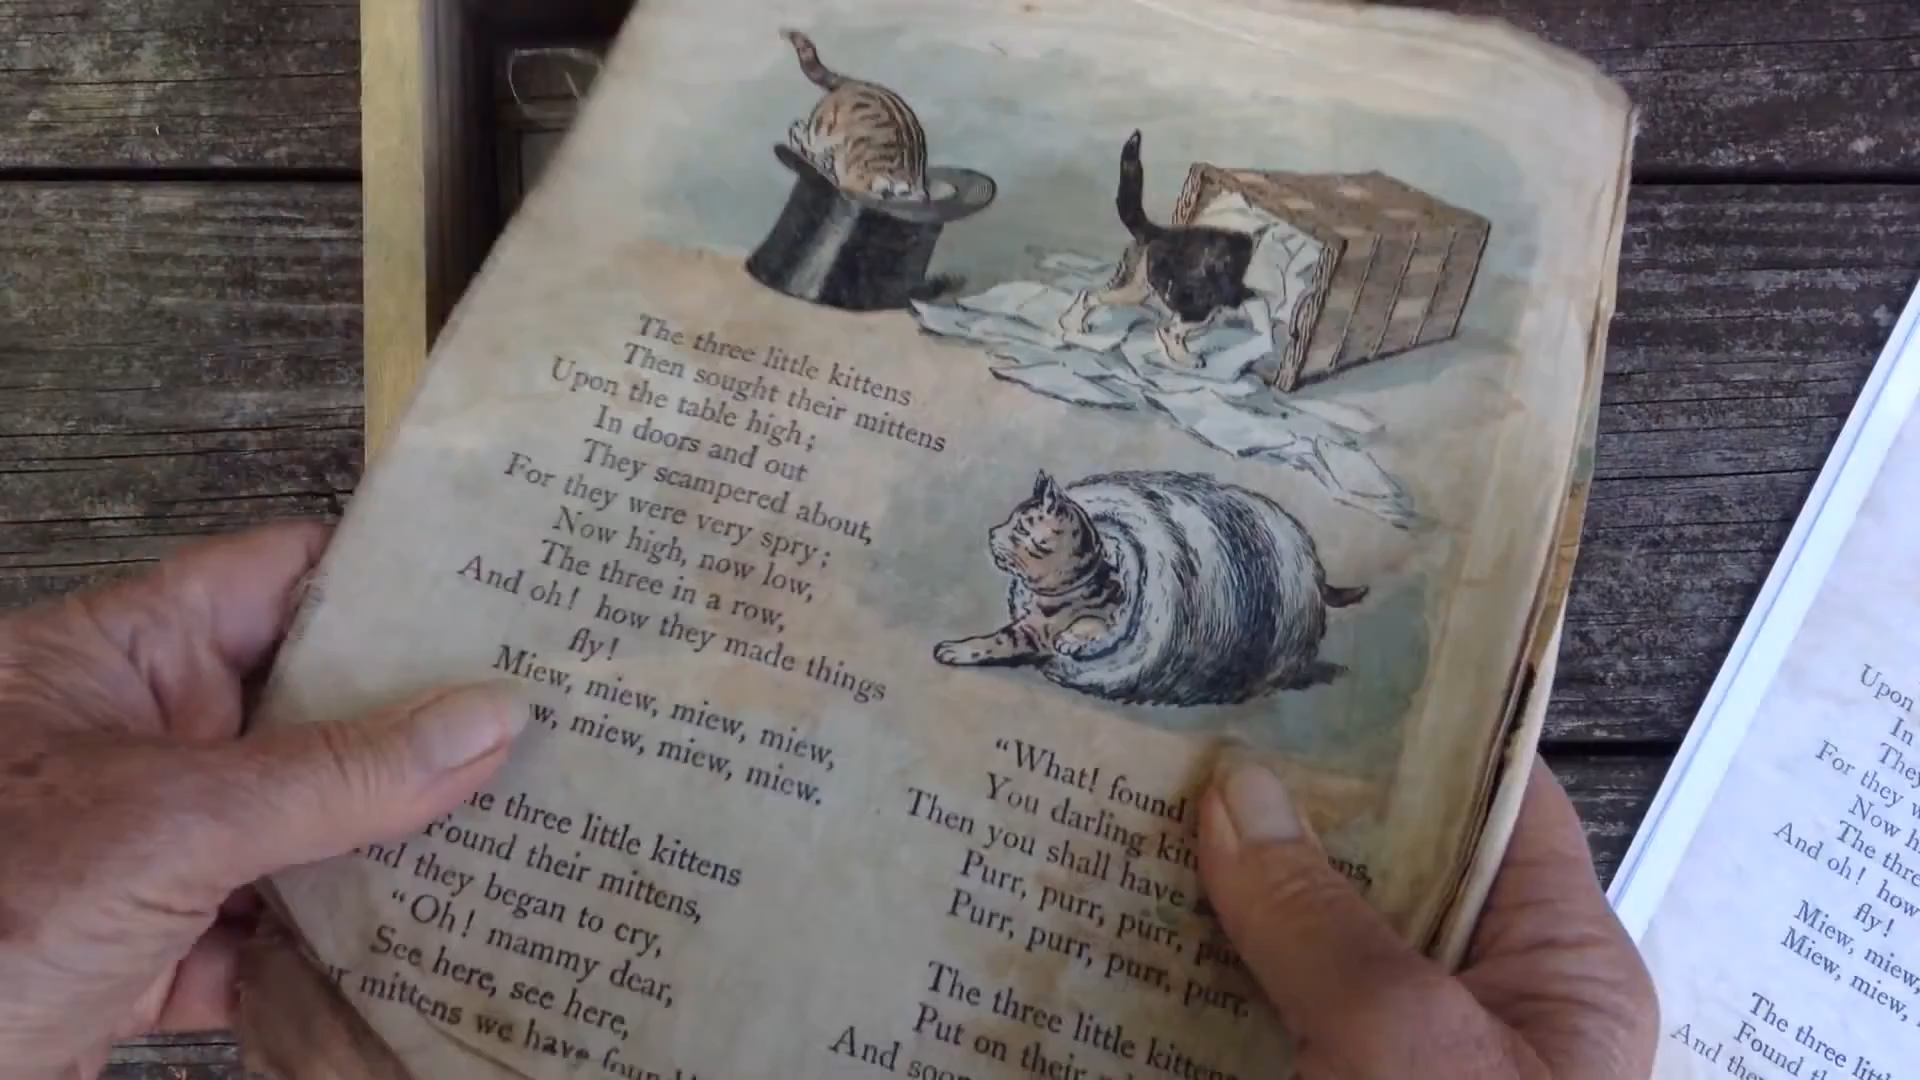 The three little kittens
Then sought their mittens
Upon the table high;
In doors and out
They scampered about,
For they were very spry;
Now high, now low,
The three in a row,
And oh! how they made things
fly!
Miew, miew, miew, miew,
miew, miew, miew.
three little kittens
Found their mittens,
they began to cry,
"Oh! mammy dear,
See here, see here,
mittens we have
"What! found
You darling
Then you shall have
Purr, purr, purr,
Purr, purr, purr, purr.
The three little kittens
Put on their
And
Upon
In
They
For they
Now
The three
And oh! how
fly!
Miew, miew,
Miew, miew,
The three
Found
And